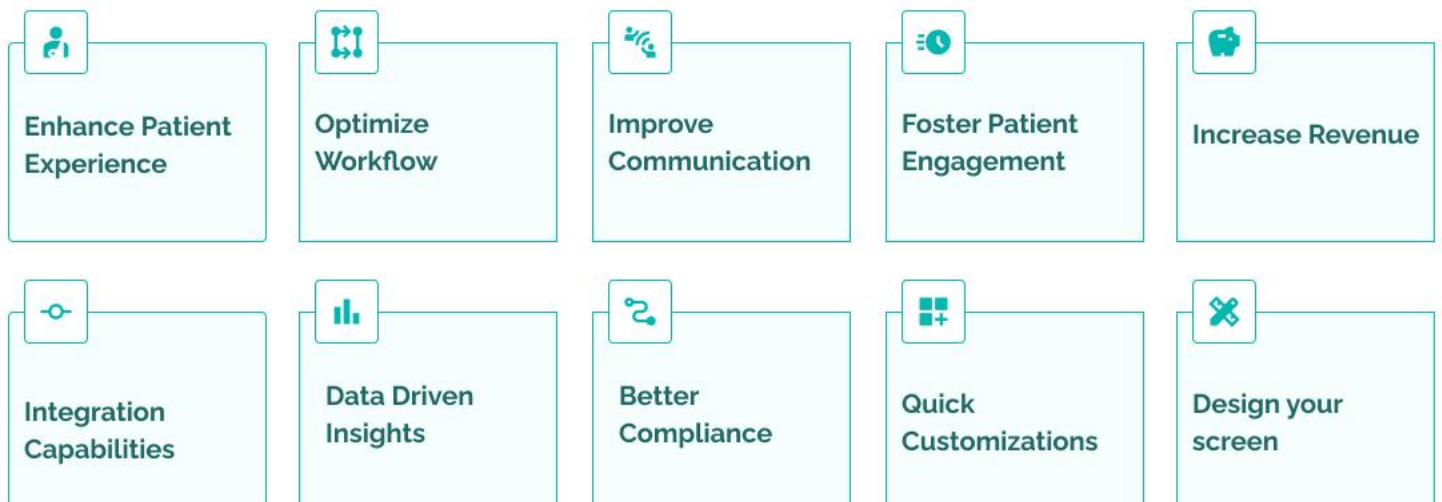 Enhance Patient
Experience
Optimize
Workflow
Improve
Communication
Foster Patient
Engagement
Increase Revenue
Integration
Capabilities
Data Driven
Insights
Better
Compliance
Quick
Customizations
Design your
screen